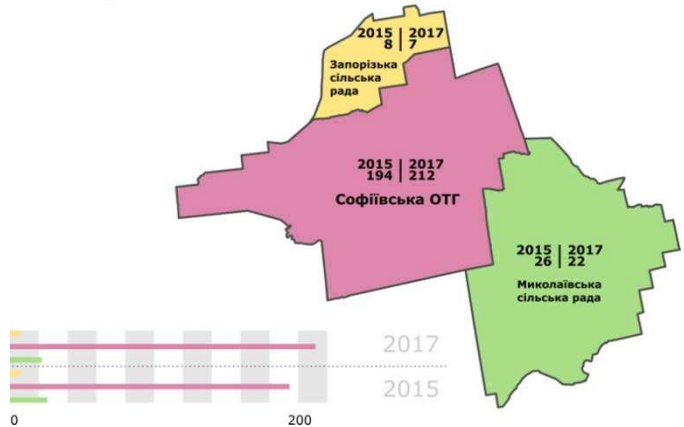 2015 | 2017
8 | 7
Запорізька
сільська
рада
2015 | 2017
194 | 212
Софіївська ОТГ
2015 | 2017
26 | 22
Миколаївська
сільська рада
2017
2015
0 200